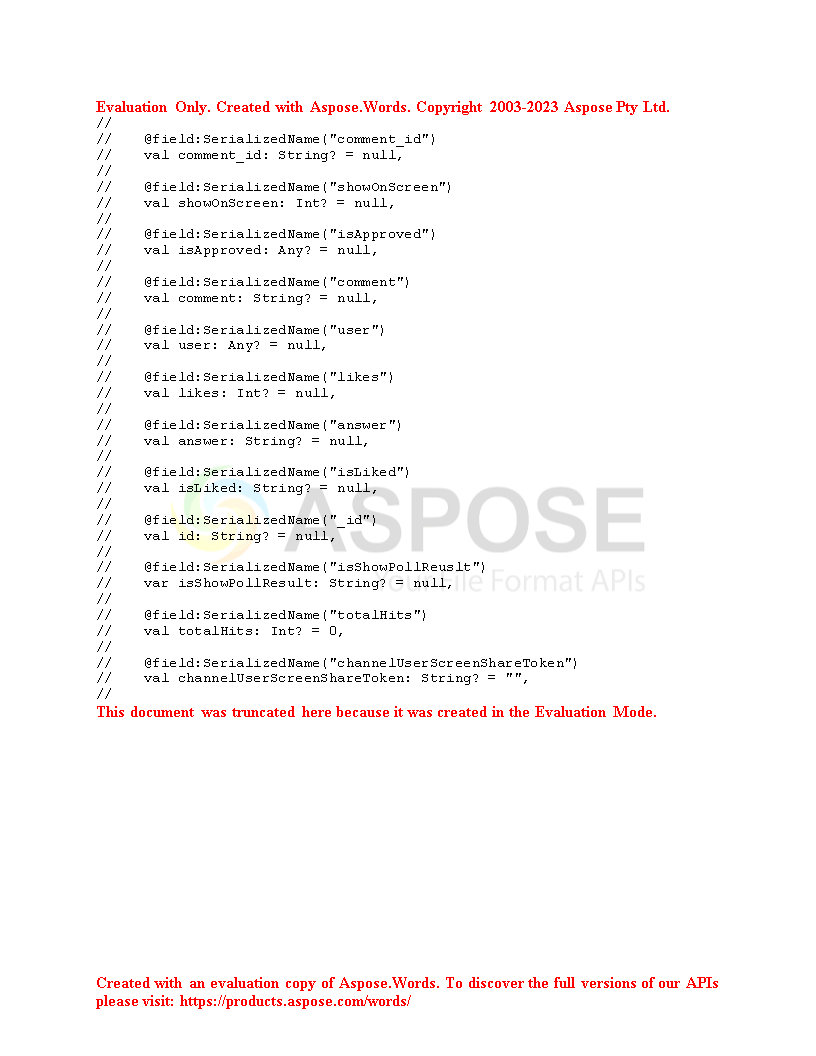 Evaluation Only. Created with Aspose.Words. Copyright 2003-2023 Aspose Pty Ltd.
//
//    @field:SerializedName("comment_id")
//    val comment_id: String? = null,
//
//    @field:SerializedName("showOnScreen")
//    val showOnScreen: Int? = null,
//
//    @field:SerializedName("isApproved")
//    val isApproved: Any? = null,
//
//    @field:SerializedName("comment")
//    val comment: String? = null,
//
//    @field:SerializedName("user")
//    val user: Any? = null,
//
//    @field:SerializedName("likes")
//    val likes: Int? = null,
//
//    @field:SerializedName("answer")
//    val answer: String? = null,
//
//    @field:SerializedName("isLiked")
//    val isLiked: String? = null,
//
//    @field:SerializedName("_id")
//    val id: String? = null,
//
//    @field:SerializedName("isShowPollReuslt")
//    var isShowPollResult: String? = null,
//
//    @field:SerializedName("totalHits")
//    val totalHits: Int? = 0,
//
//    @field:SerializedName("channelUserScreenShareToken")
//    val channelUserScreenShareToken: String? = "",
//
ASPOSE
File Format APIs
This document was truncated here because it was created in the Evaluation Mode.
Created with an evaluation copy of Aspose.Words. To discover the full versions of our APIs
please visit: https://products.aspose.com/words/